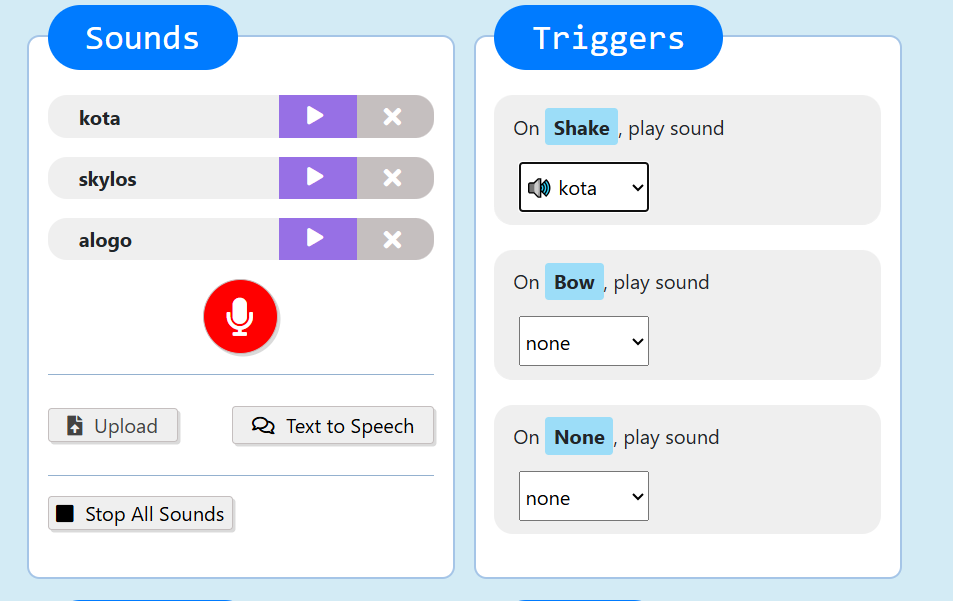 Sounds
kota
skylos
alogo
Upload
Text to Speech
Stop All Sounds
Triggers
On Shake, play sound
kota
On Bow, play sound
none
On None, play sound
none